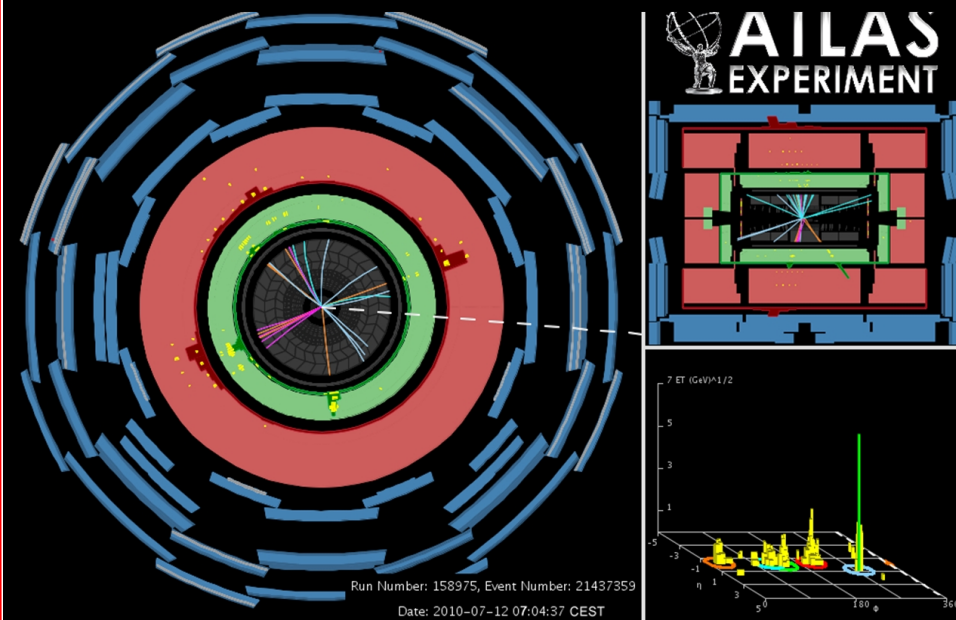 ATLAS
EXPERIMENT
Run Number: 158975, Event Number: 21437359
Date: 2010-07-12 07:04:37 CEST
7 ET (GeV)^1/2
5
3
1
-5
-3
-1
η 1
3
5 0 180 Φ 360